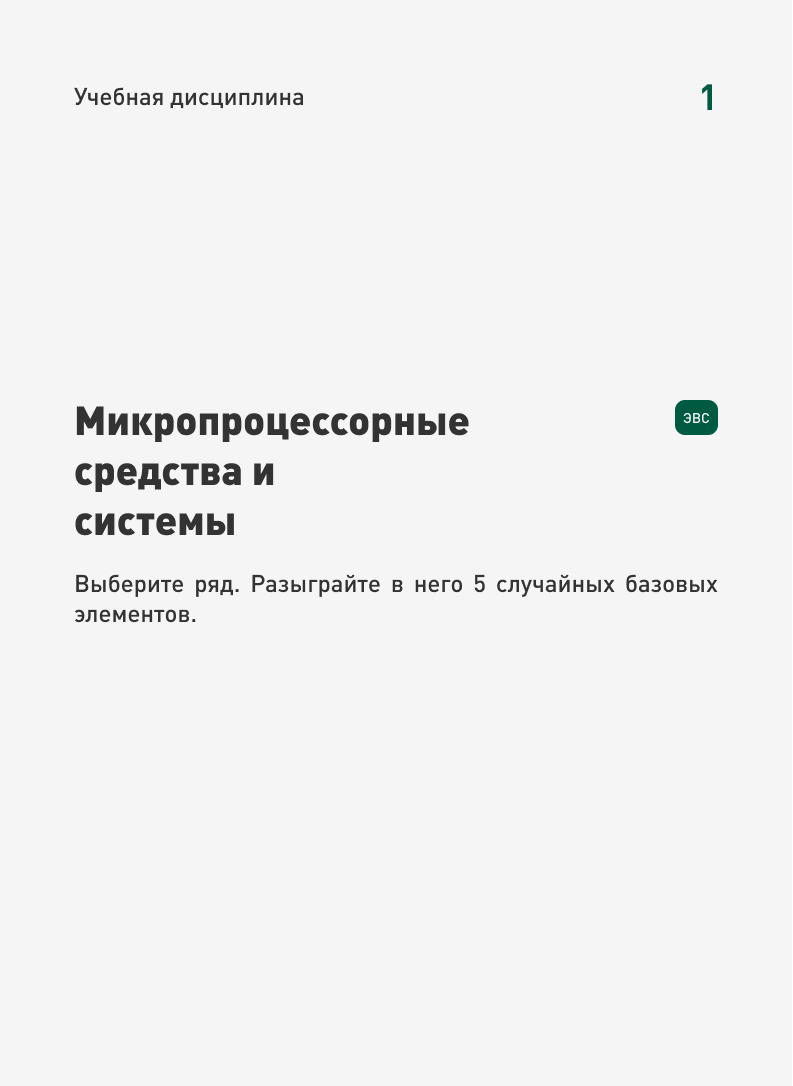 Учебная дисциплина
1
Микропроцессорные
эвс
средства и
системы
Выберите ряд. Разыграйте в него 5 случайных базовых
элементов.